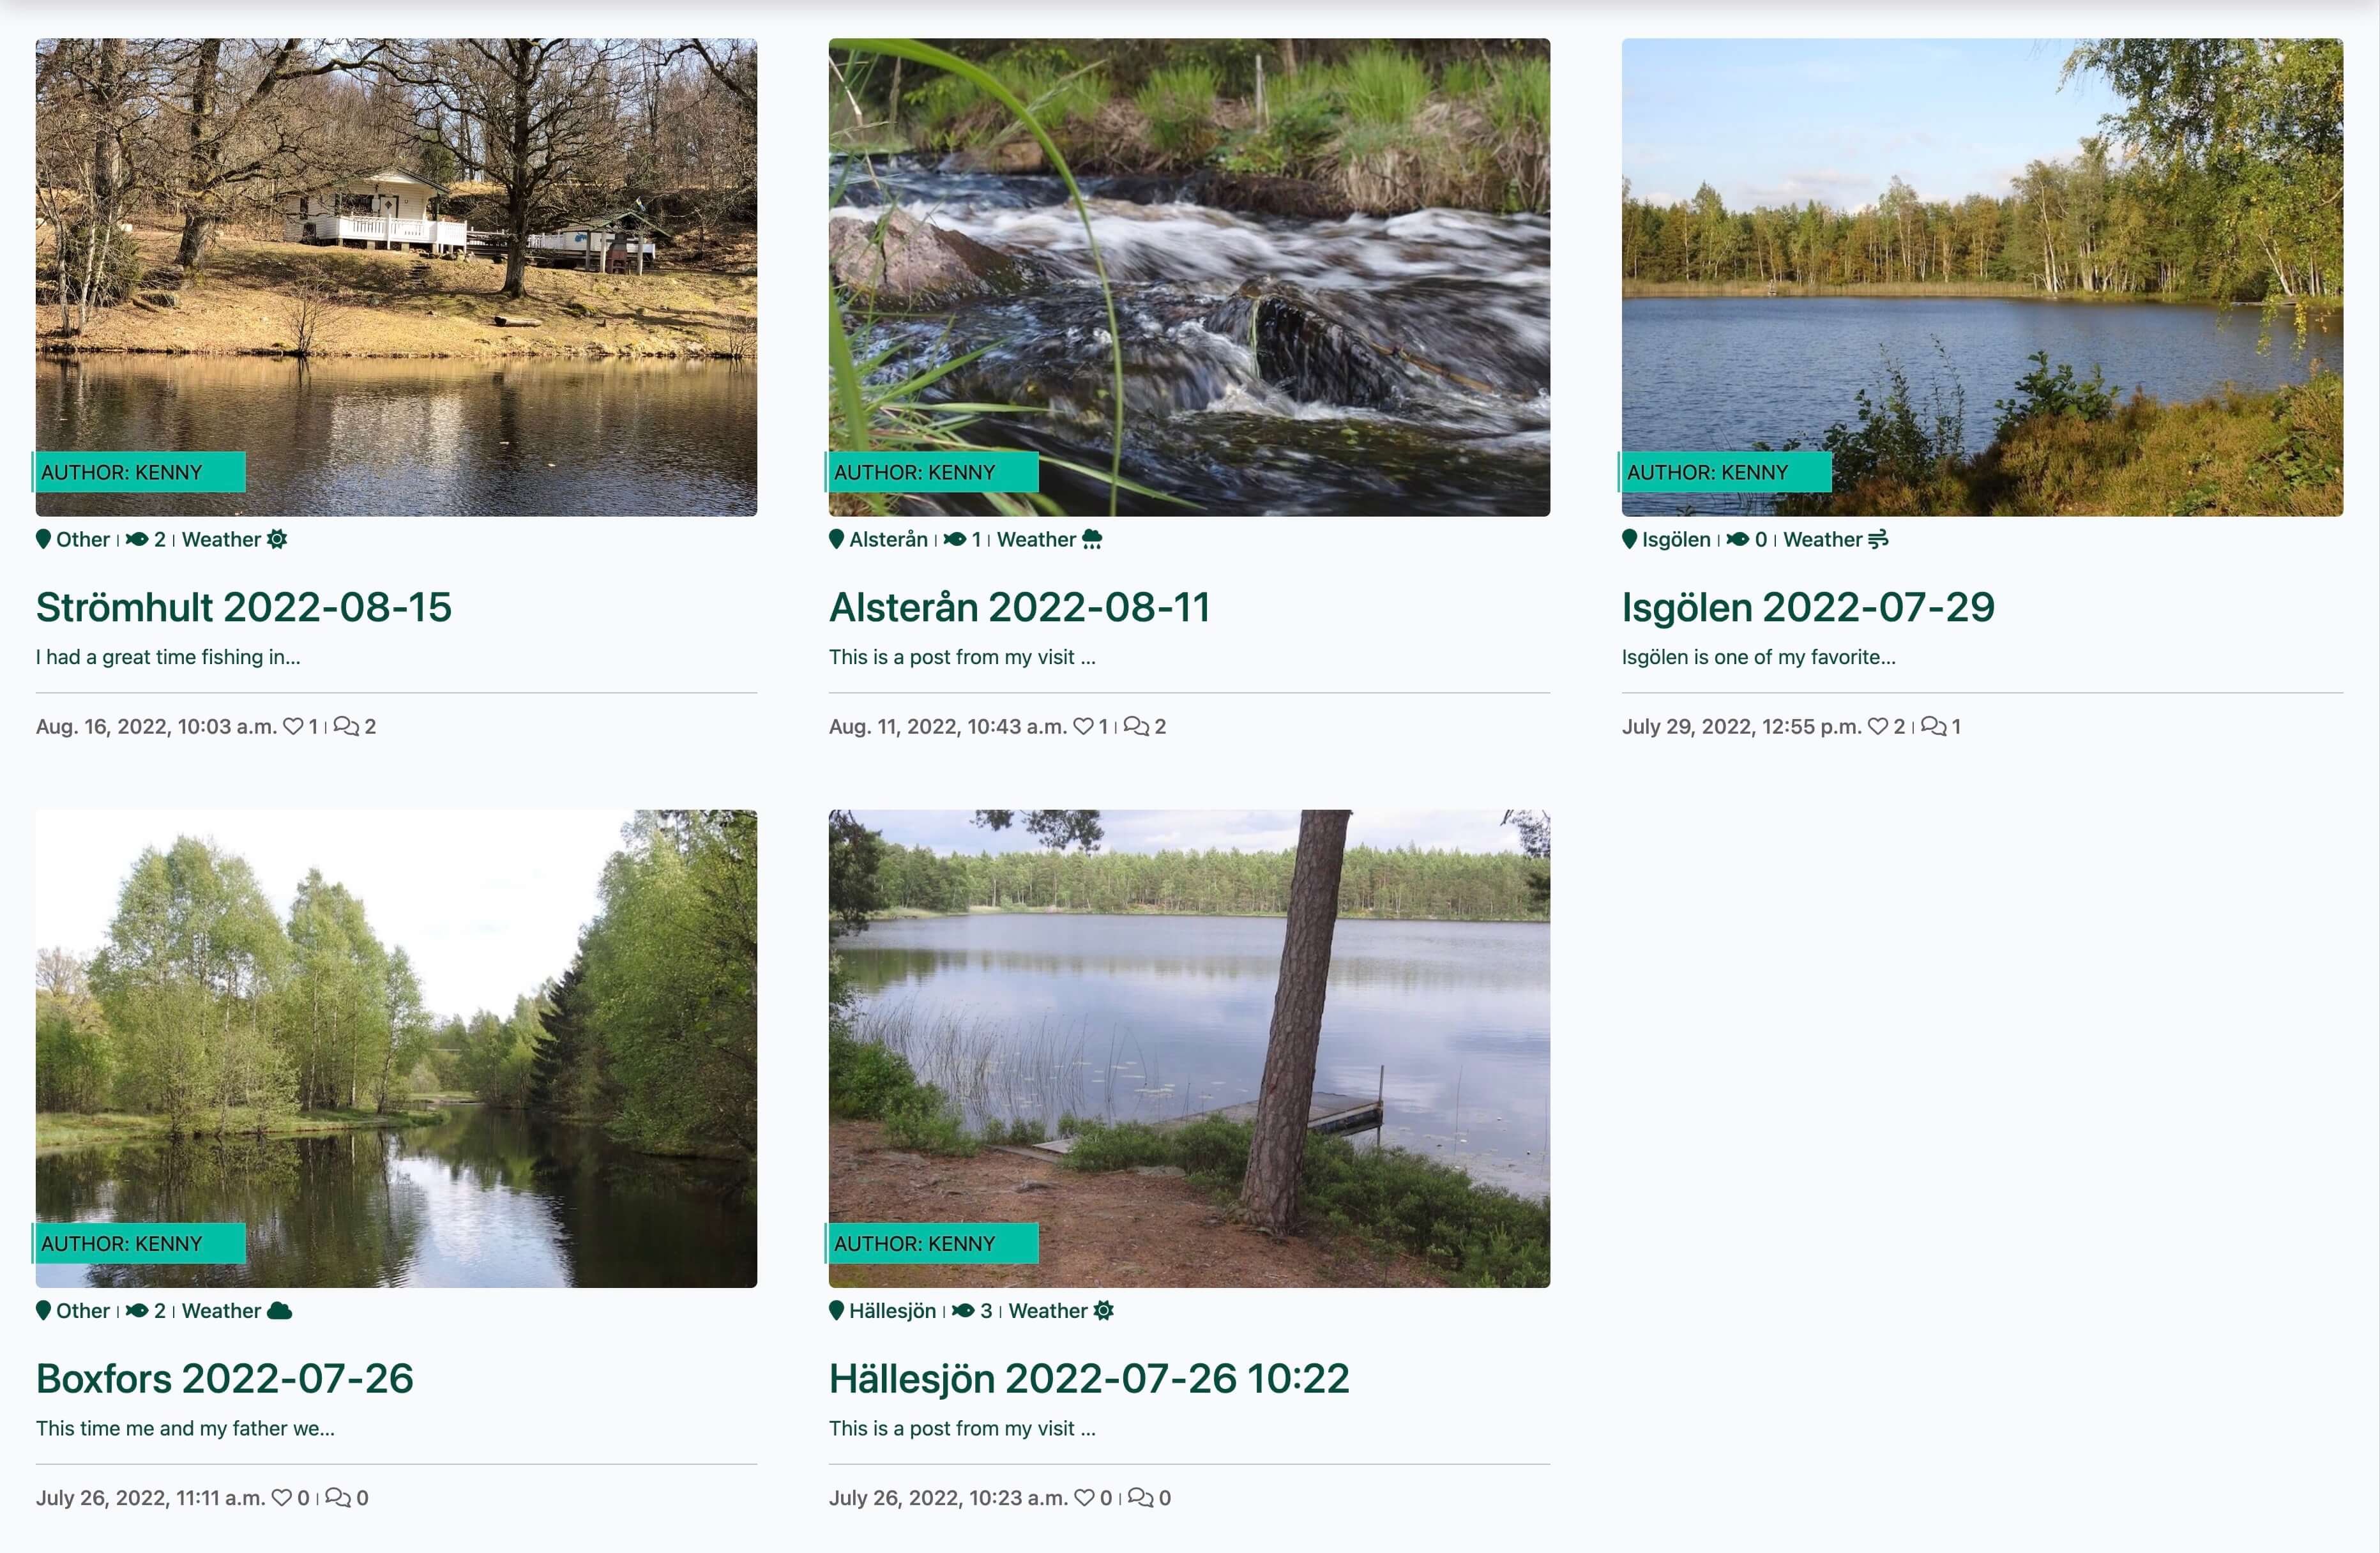 AUTHOR: KENNY
Other | 2 | Weather
Strömhult 2022-08-15
I had a great time fishing in...
Aug. 16, 2022, 10:03 a.m. 1 | 2
AUTHOR: KENNY
Alsterån | 1 | Weather
Alsterån 2022-08-11
This is a post from my visit ...
Aug. 11, 2022, 10:43 a.m. 1 | 2
AUTHOR: KENNY
Isgölen | 0 | Weather
Isgölen 2022-07-29
Isgölen is one of my favorite...
July 29, 2022, 12:55 p.m. 2 | 1
AUTHOR: KENNY
Other | 2 | Weather
Boxfors 2022-07-26
This time me and my father we...
July 26, 2022, 11:11 a.m. 0 | 0
AUTHOR: KENNY
Hällesjön | 3 | Weather
Hällesjön 2022-07-26 10:22
This is a post from my visit ...
July 26, 2022, 10:23 a.m. 0 | 0